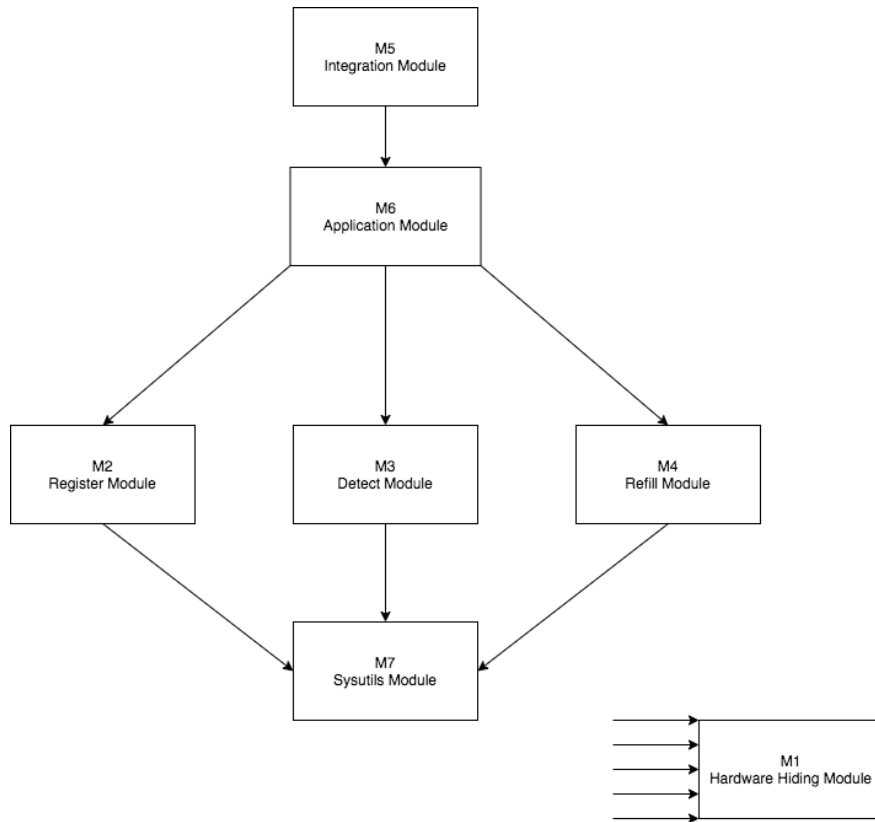 M5
Integration Module
M6
Application Module
M2
Register Module
M3
Detect Module
M4
Refill Module
M7
Sysutils Module
M1
Hardware Hiding Module